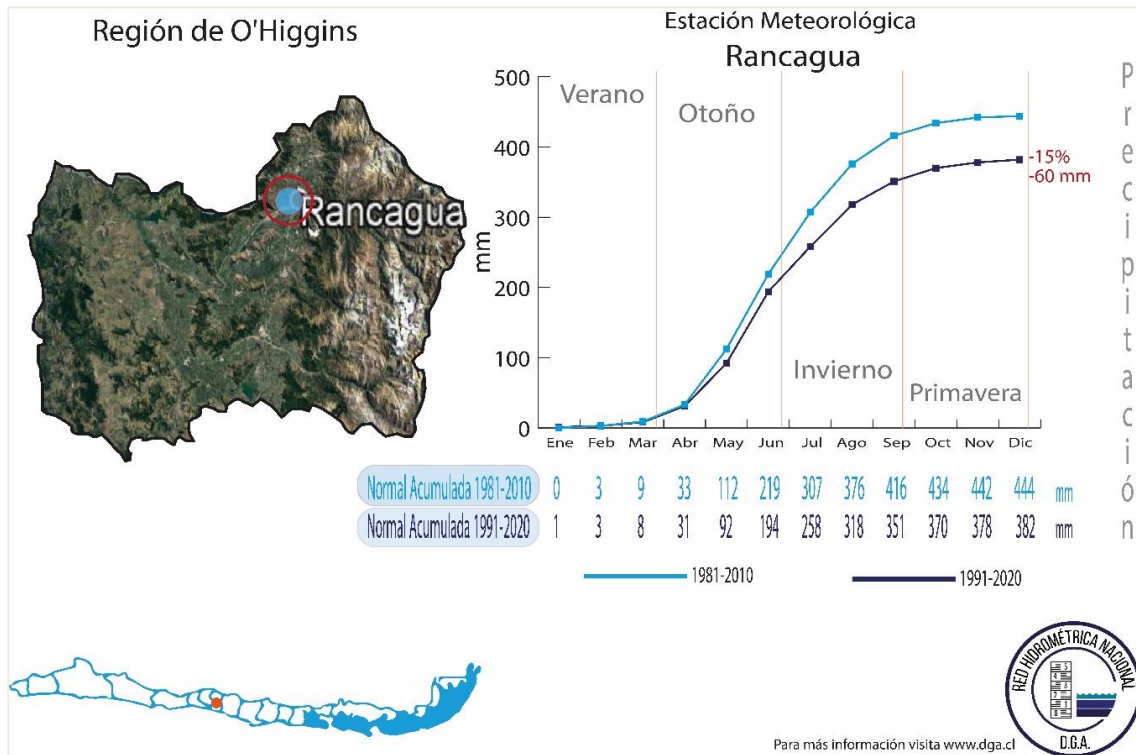 Región de O'Higgins
Rancagua
Estación Meteorológica
Rancagua
Precipitación
mm
500
400
300
200
100
0
Verano
Otoño
Invierno
Primavera
-15%
-60 mm
Ene Feb Mar Abr May Jun Jul Ago Sep Oct Nov Dic
Normal Acumulada 1981-2010 0 3 9 33 112 219 307 376 416 434 442 444 mm
Normal Acumulada 1991-2020 1 3 8 31 92 194 258 318 351 370 378 382 mm
1981-2010 1991-2020
RED HIDROMÉTRICA NACIONAL
D.G.A.
Para más información visita www.dga.cl